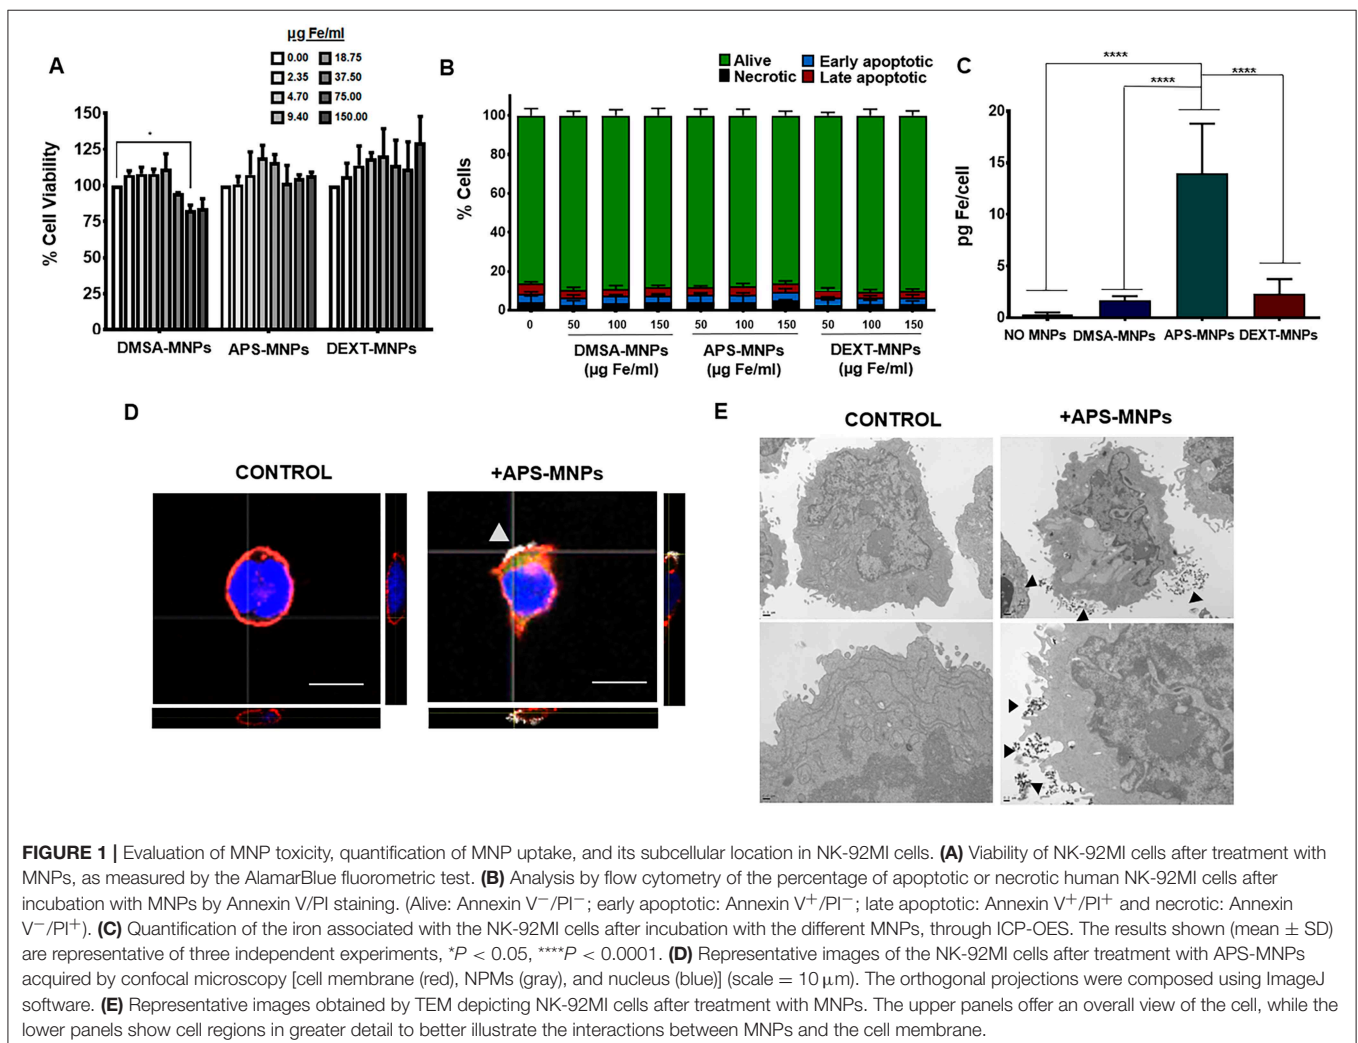 A
µg Fe/ml
0.00 18.75
2.35 37.50
4.70 75.00
9.40 150.00
% Cell Viability
150
125
100
75
50
25
0
*
DMSA-MNPs APS-MNPs DEXT-MNPs
B
Alive Early apoptotic
Necrotic Late apoptotic
% Cells
100
80
60
40
20
0
0 50 100 150 50 100 150 50 100 150
DMSA-MNPs APS-MNPs DEXT-MNPs
(µg Fe/ml) (µg Fe/ml) (µg Fe/ml)
C
****
**** ****
pg Fe/cell
20
15
10
5
0
NO MNPs DMSA-MNPs APS-MNPs DEXT-MNPs
D
CONTROL +APS-MNPs
E
CONTROL +APS-MNPs
FIGURE 1 | Evaluation of MNP toxicity, quantification of MNP uptake, and its subcellular location in NK-92MI cells. (A) Viability of NK-92MI cells after treatment with
MNPs, as measured by the AlamarBlue fluorometric test. (B) Analysis by flow cytometry of the percentage of apoptotic or necrotic human NK-92MI cells after
incubation with MNPs by Annexin V/PI staining. (Alive: Annexin V−/PI−; early apoptotic: Annexin V+/PI−; late apoptotic: Annexin V+/PI+ and necrotic: Annexin
V−/PI+). (C) Quantification of the iron associated with the NK-92MI cells after incubation with the different MNPs, through ICP-OES. The results shown (mean ± SD)
are representative of three independent experiments, *P < 0.05, ****P < 0.0001. (D) Representative images of the NK-92MI cells after treatment with APS-MNPs
acquired by confocal microscopy [cell membrane (red), NPMs (gray), and nucleus (blue)] (scale = 10 µm). The orthogonal projections were composed using ImageJ
software. (E) Representative images obtained by TEM depicting NK-92MI cells after treatment with MNPs. The upper panels offer an overall view of the cell, while the
lower panels show cell regions in greater detail to better illustrate the interactions between MNPs and the cell membrane.